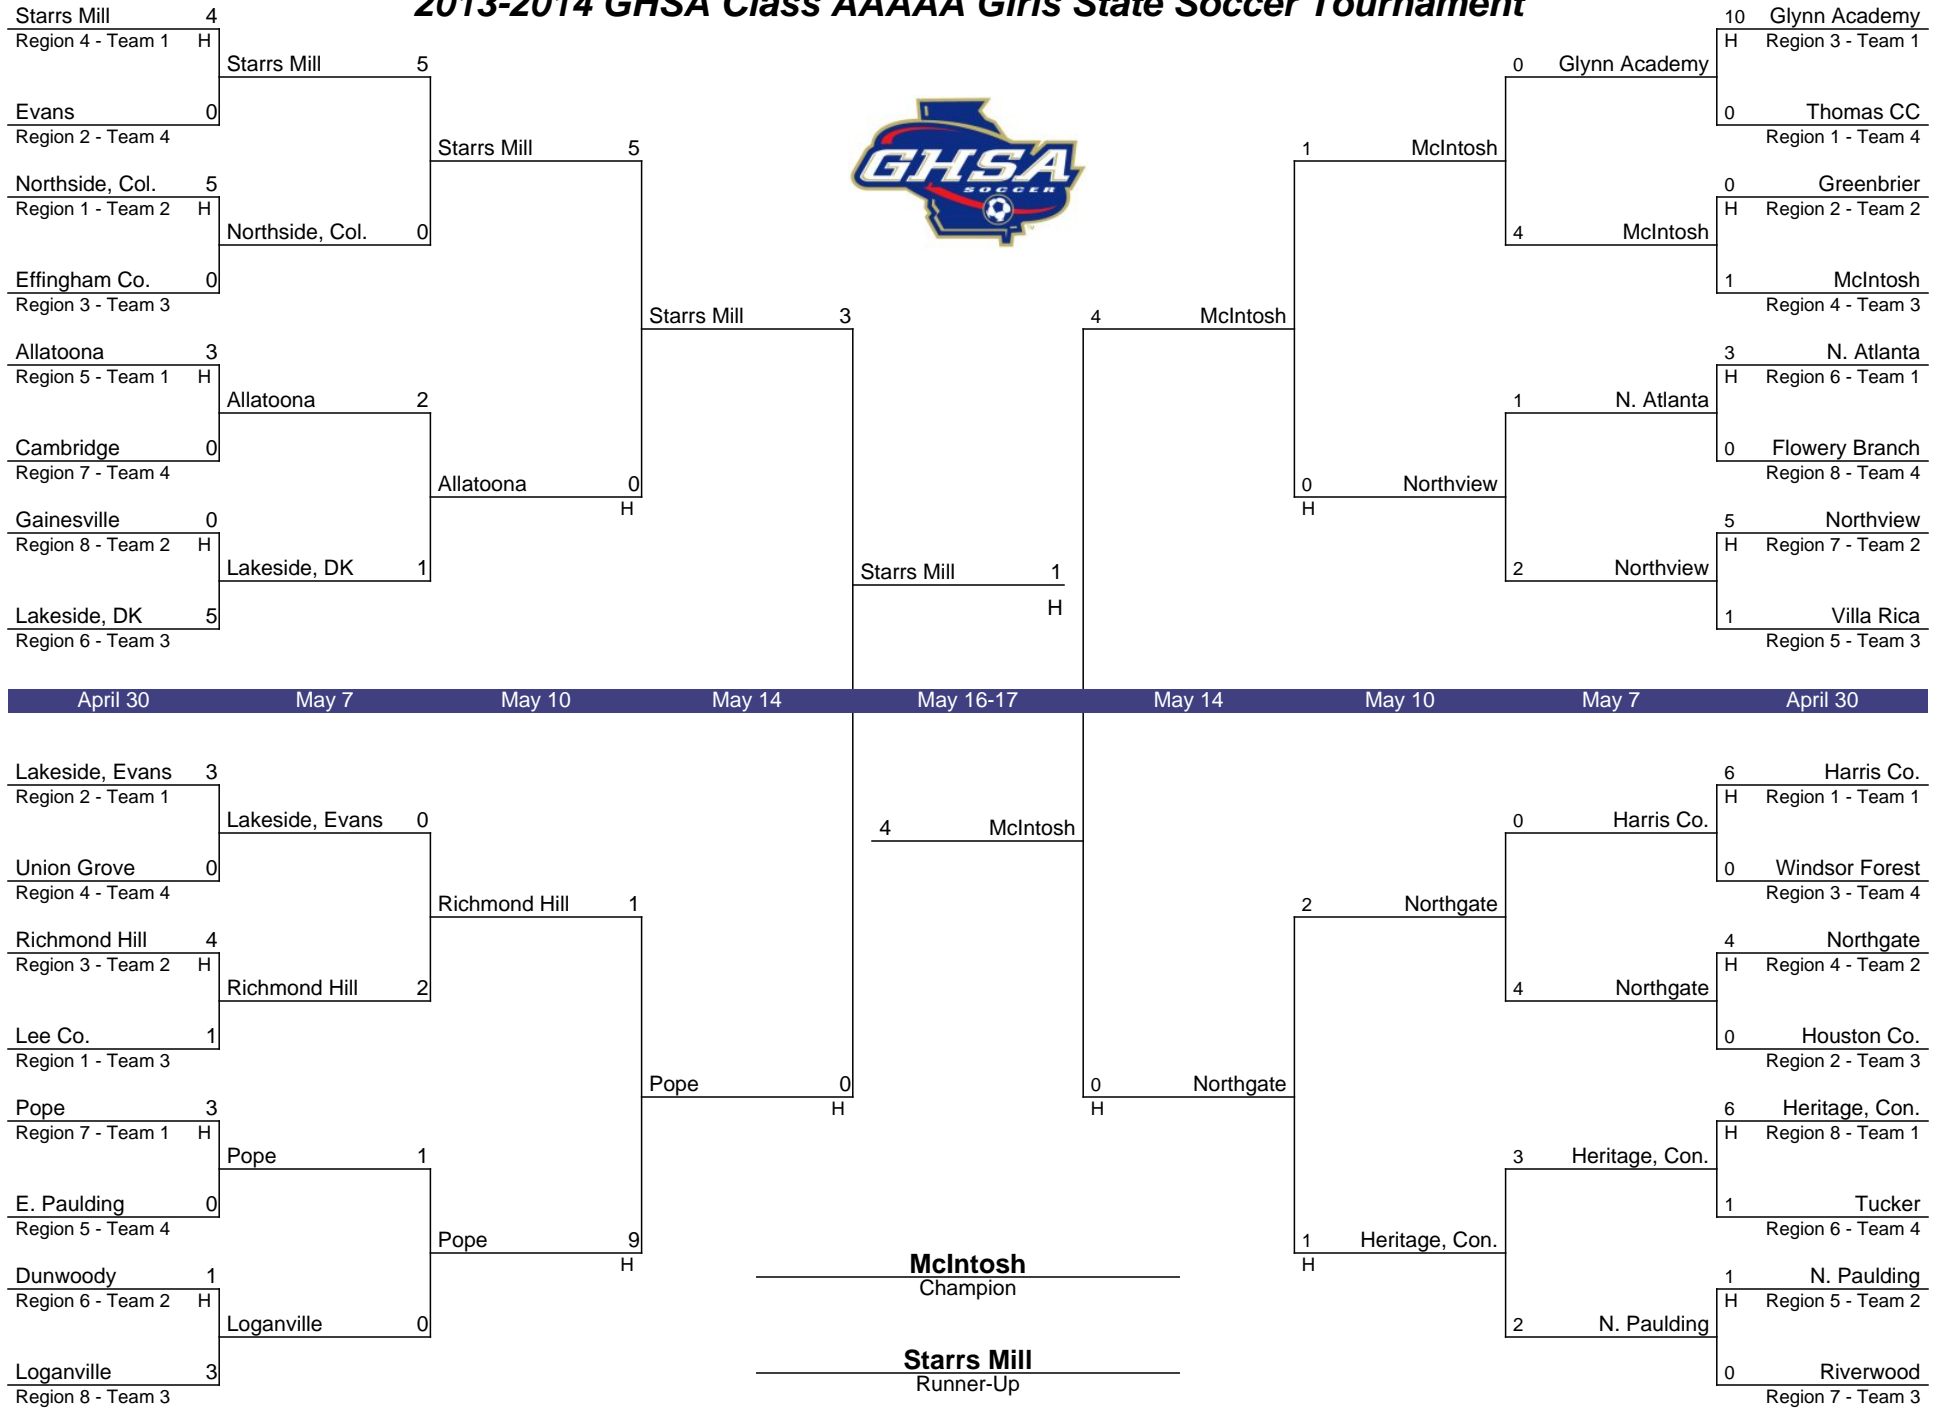 2013-2014 GHSA Class AAAAA Girls State Soccer Tournament
Starrs Mill 4
Region 4 - Team 1 H
Starrs Mill 5
Evans 0
Region 2 - Team 4
Starrs Mill 5
Northside, Col. 5
Region 1 - Team 2 H
Northside, Col. 0
Effingham Co. 0
Region 3 - Team 3
Starrs Mill 3
Allatoona 3
Region 5 - Team 1 H
Allatoona 2
Cambridge 0
Region 7 - Team 4
Allatoona 0
H
Gainesville 0
Region 8 - Team 2 H
Lakeside, DK 1
Lakeside, DK 5
Region 6 - Team 3
Starrs Mill 1
H
GHSA
SOCCER
10 Glynn Academy
H Region 3 - Team 1
0 Glynn Academy
0 Thomas CC
Region 1 - Team 4
1 McIntosh
0 Greenbrier
H Region 2 - Team 2
4 McIntosh
1 McIntosh
Region 4 - Team 3
4 McIntosh
3 N. Atlanta
H Region 6 - Team 1
1 N. Atlanta
0 Flowery Branch
Region 8 - Team 4
0 Northview
H
5 Northview
H Region 7 - Team 2
2 Northview
1 Villa Rica
Region 5 - Team 3
April 30 May 7 May 10 May 14 May 16-17 May 14 May 10 May 7 April 30
Lakeside, Evans 3
Region 2 - Team 1
Lakeside, Evans 0
Union Grove 0
Region 4 - Team 4
Richmond Hill 1
Richmond Hill 4
Region 3 - Team 2 H
Richmond Hill 2
Lee Co. 1
Region 1 - Team 3
Pope 0
H
Pope 3
Region 7 - Team 1 H
Pope 1
E. Paulding 0
Region 5 - Team 4
Pope 9
H
Dunwoody 1
Region 6 - Team 2 H
Loganville 0
Loganville 3
Region 8 - Team 3
4 McIntosh
6 Harris Co.
H Region 1 - Team 1
0 Harris Co.
0 Windsor Forest
Region 3 - Team 4
2 Northgate
4 Northgate
H Region 4 - Team 2
4 Northgate
0 Houston Co.
Region 2 - Team 3
0 Northgate
H
6 Heritage, Con.
H Region 8 - Team 1
3 Heritage, Con.
1 Tucker
Region 6 - Team 4
1 Heritage, Con.
H
1 N. Paulding
H Region 5 - Team 2
2 N. Paulding
0 Riverwood
Region 7 - Team 3
McIntosh
Champion
Starrs Mill
Runner-Up